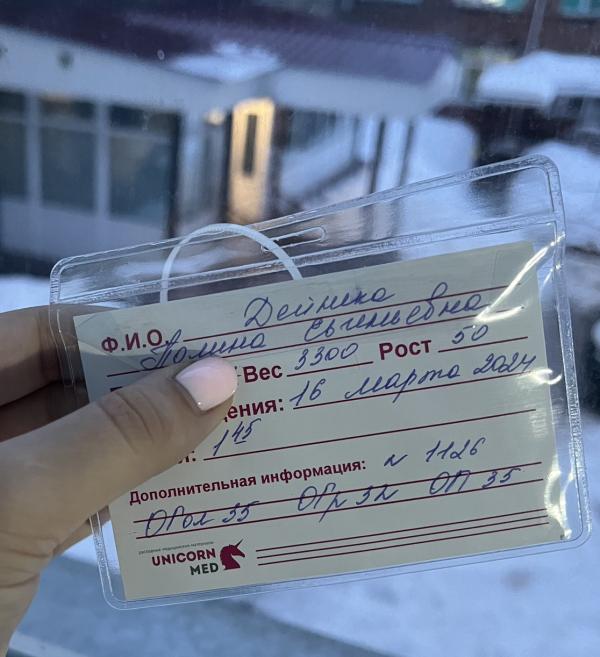 Дейнека
Ф.И.О. Полина Евгеньевна
Вес 3300 Рост 50
16 марта 2024
1 45
Дополнительная информация: N 1126
ОГол 35 ОГр 32 ОП 35
UNICORN
MED